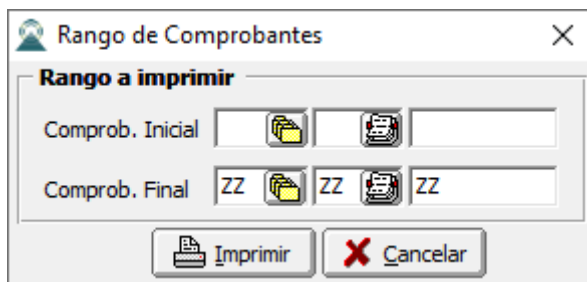 Rango de Comprobantes
Rango a imprimir
Comprob. Inicial
Comprob. Final ZZ ZZ ZZ
Imprimir Cancelar